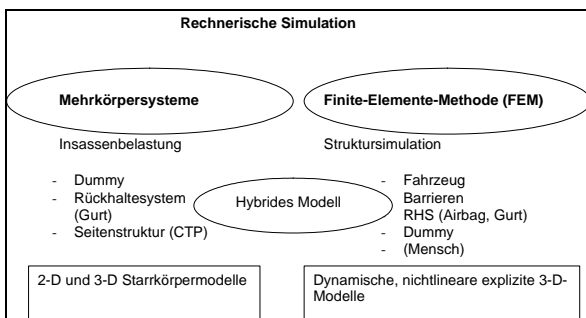 Rechnerische Simulation
Mehrkörpersysteme
Finite-Elemente-Methode (FEM)
Insassenbelastung
Struktursimulation
- Dummy
- Rückhaltesystem
(Gurt)
- Seitenstruktur (CTP)
Hybrides Modell
- Fahrzeug
- Barrieren
RHS (Airbag, Gurt)
- Dummy
- (Mensch)
2-D und 3-D Starrkörpermodelle
Dynamische, nichtlineare explizite 3-D-
Modelle